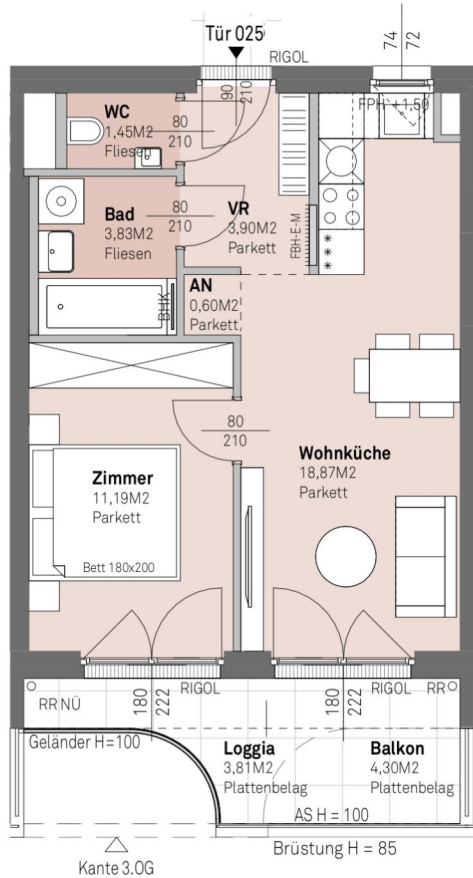 Tür 025
RIGOL
74
72
90
210
FPH +1,50
WC
1,45M2
Fliesen
80
210
Bad
3,83M2
Fliesen
80
210
VR
3,90M2
Parkett
FBH-E-M
AN
0,60M2
Parkett
BHK
80
210
Wohnküche
18,87M2
Parkett
Zimmer
11,19M2
Parkett
Bett 180x200
RR NÜ
180
222
RIGOL
180
222
RIGOL
RR
Geländer H=100
Loggia
3,81M2
Plattenbelag
Balkon
4,30M2
Plattenbelag
AS H = 100
Brüstung H = 85
Kante 3.OG